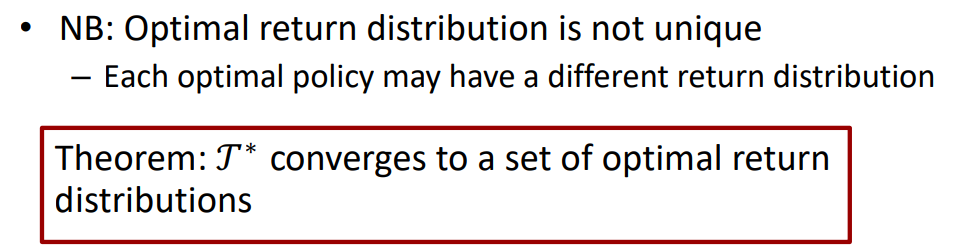 • NB: Optimal return distribution is not unique
– Each optimal policy may have a different return distribution
Theorem: 𝒯* converges to a set of optimal return
distributions